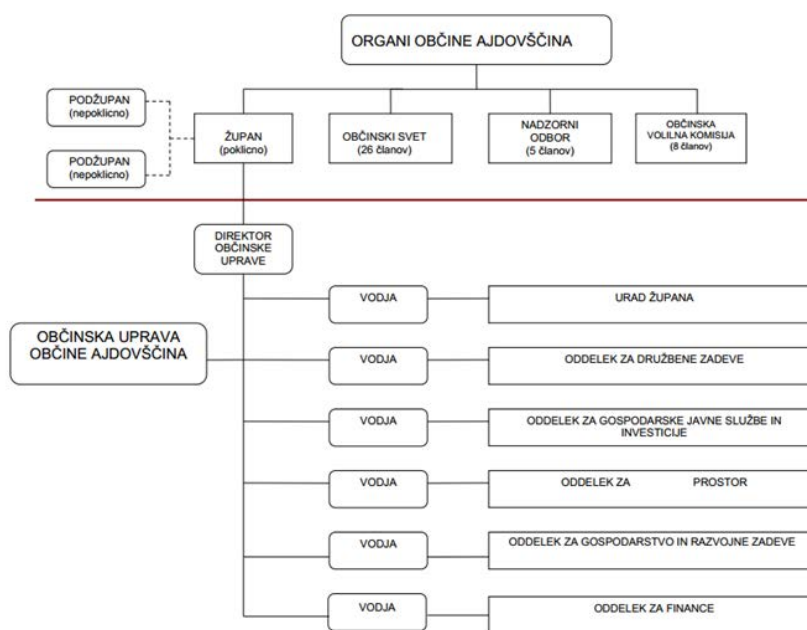 ORGANI OBČINE AJDOVŠČINA
PODŽUPAN
(nepoklicno)
PODŽUPAN
(nepoklicno)
ŽUPAN
(poklicno)
OBČINSKI SVET
(26 članov)
NADZORNI
ODBOR
(5 članov)
OBČINSKA
VOLILNA KOMISIJA
(8 članov)
DIREKTOR
OBČINSKE
UPRAVE
OBČINSKA UPRAVA
OBČINE AJDOVŠČINA
VODJA
URAD ŽUPANA
VODJA
ODDELEK ZA DRUŽBENE ZADEVE
VODJA
ODDELEK ZA GOSPODARSKE JAVNE SLUŽBE IN
INVESTICIJE
VODJA
ODDELEK ZA PROSTOR
VODJA
ODDELEK ZA GOSPODARSTVO IN RAZVOJNE ZADEVE
VODJA
ODDELEK ZA FINANCE